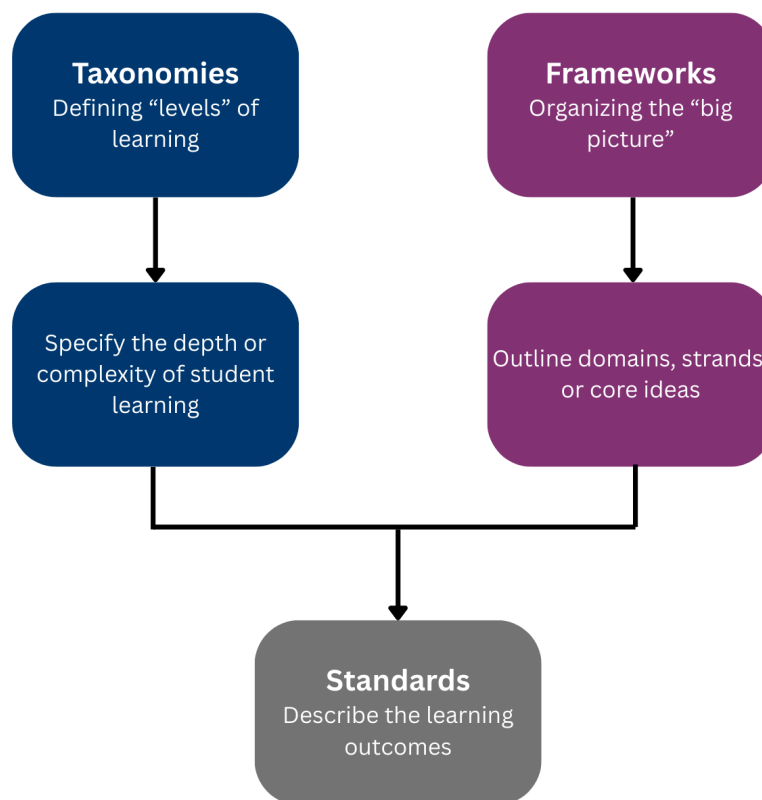 Taxonomies
Defining “levels” of
learning
Frameworks
Organizing the “big
picture”
Specify the depth or
complexity of student
learning
Outline domains, strands
or core ideas
Standards
Describe the learning
outcomes